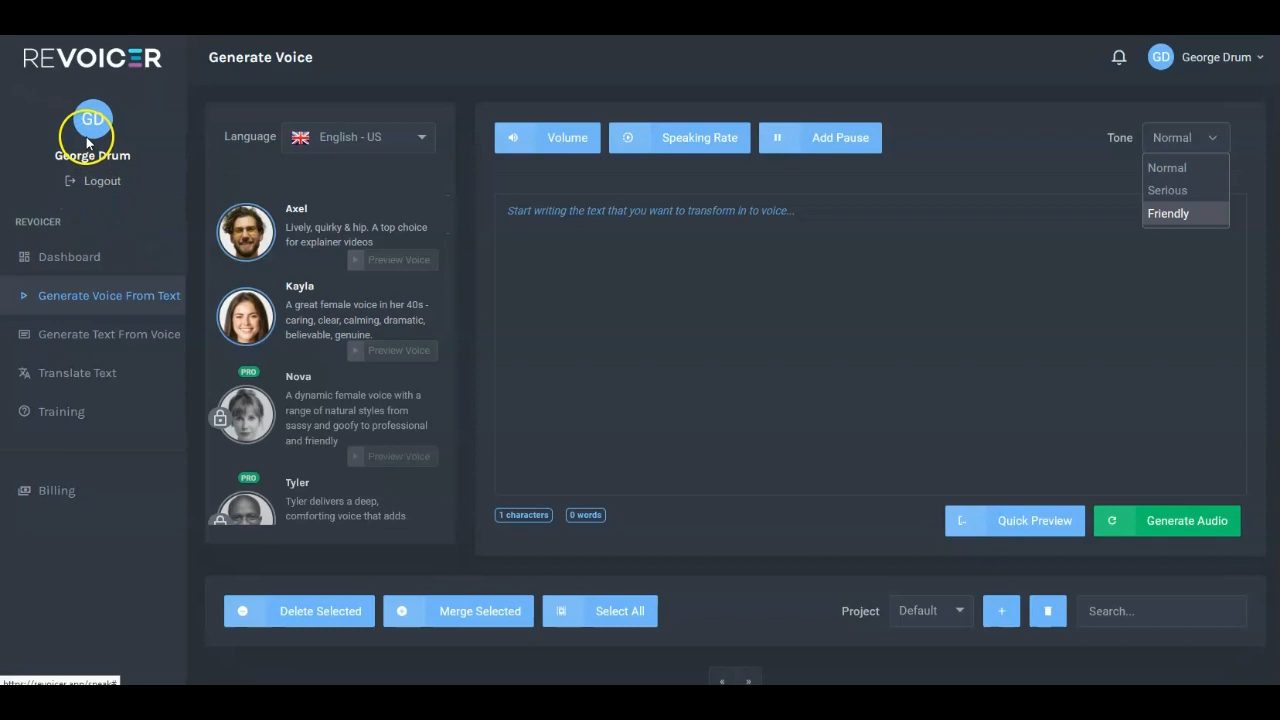 REVOICER
GD
George Drum
Logout
REVOICER
Dashboard
Generate Voice From Text
Generate Text From Voice
Translate Text
Training
Billing
https://revoicer.app/speak#
Generate Voice
GD George Drum
Language English - US
Axel
Lively, quirky & hip. A top choice
for explainer videos
Preview Voice
Kayla
A great female voice in her 40s -
caring, clear, calming, dramatic,
believable, genuine.
Preview Voice
PRO
Nova
A dynamic female voice with a
range of natural styles from
sassy and goofy to professional
and friendly
Preview Voice
PRO
Tyler
Tyler delivers a deep,
comforting voice that adds
Volume Speaking Rate Add Pause
Tone Normal
Normal
Serious
Friendly
Start writing the text that you want to transform in to voice...
1 characters 0 words
Quick Preview Generate Audio
Delete Selected Merge Selected Select All
Project Default + Search...
« »